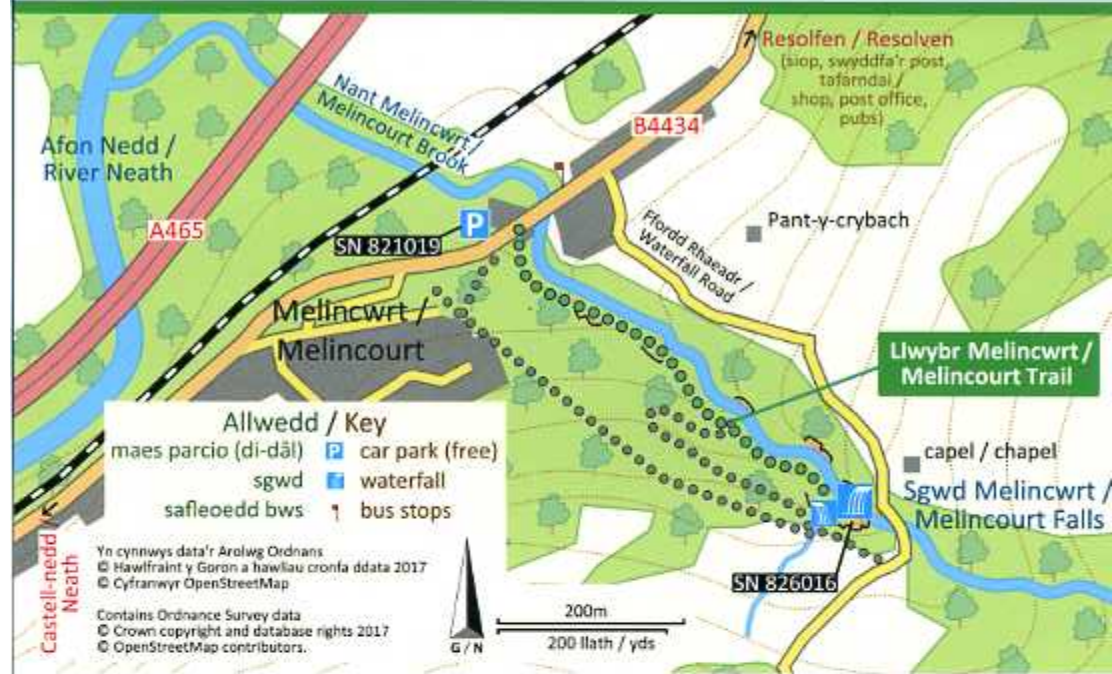 Resolfen / Resolven
(siop, swyddfa'r post,
tafarndai /
shop, post office,
pubs)
Nant Melincwrt /
Melincourt Brook
B4434
Afon Nedd /
River Neath
A465
P
SN 821019
Pant-y-crybach
Ffordd Rhaeadr /
Waterfall Road
Melincwrt /
Melincourt
Llwybr Melincwrt /
Melincourt Trail
capel / chapel
Sgwd Melincwrt /
Melincourt Falls
SN 826016
Allwedd / Key
maes parcio (di-dâl) P car park (free)
sgwd waterfall
safleoedd bws bus stops
Castell-nedd
Neath
Yn cynnwys data'r Arolwg Ordnans
© Hawlfraint y Goron a hawliau cronfa ddata 2017
© Cyfranwyr OpenStreetMap
Contains Ordnance Survey data
© Crown copyright and database rights 2017
© OpenStreetMap contributors.
G / N
200m
200 llath / yds